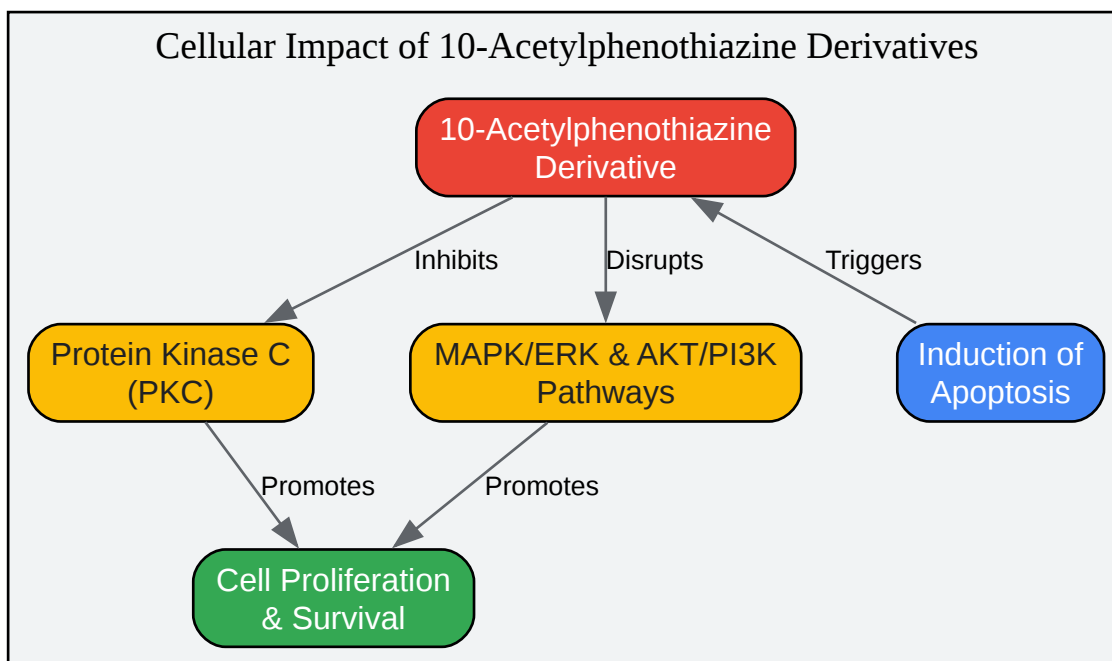 Cellular Impact of 10-Acetylphenothiazine Derivatives
10-Acetylphenothiazine
Derivative
Inhibits
Disrupts
Triggers
Protein Kinase C
(PKC)
MAPK/ERK & AKT/PI3K
Pathways
Induction of
Apoptosis
Promotes
Promotes
Cell Proliferation
& Survival